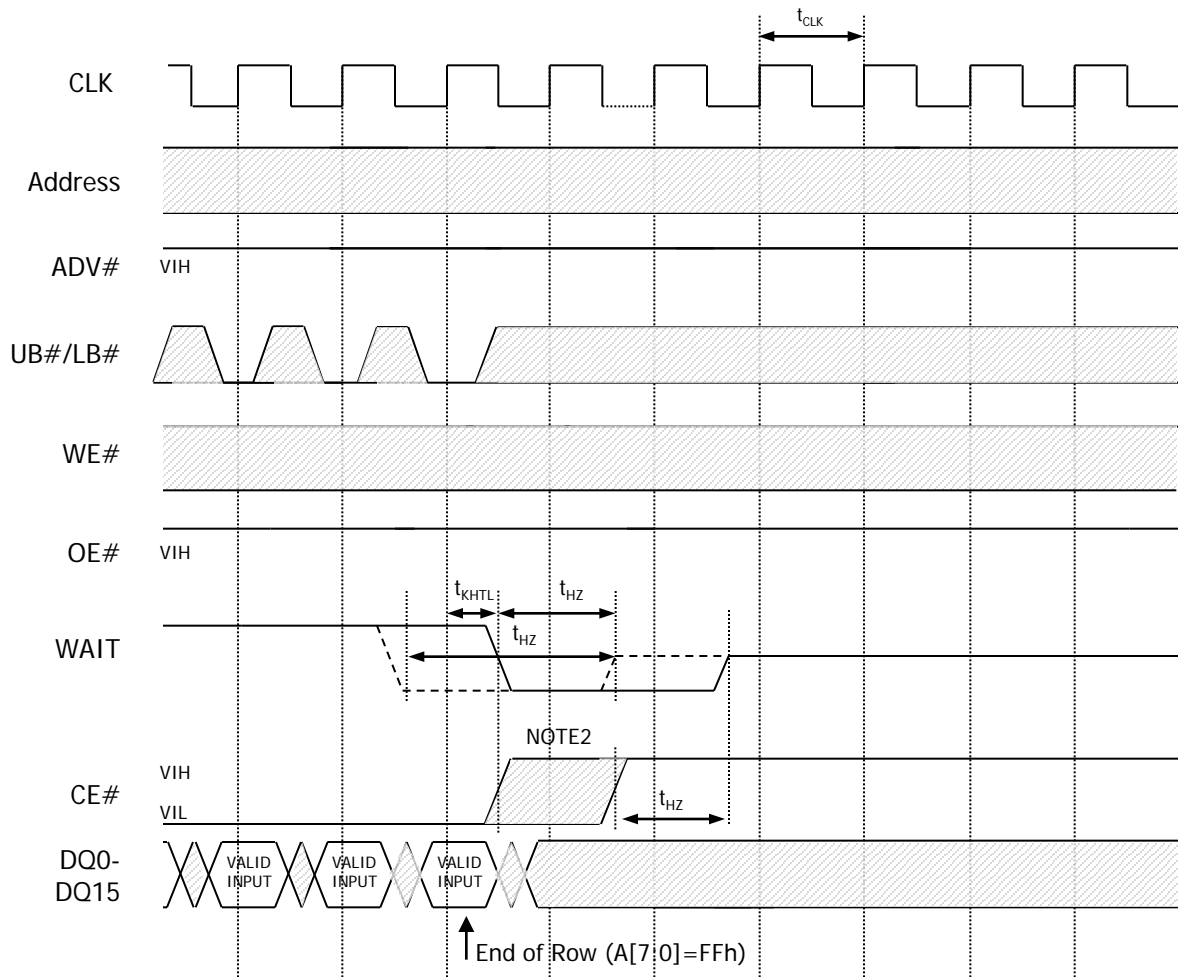 tCLK
CLK
Address
ADV#
VIH
UB#/LB#
WE#
OE#
VIH
tKHTL
tHZ
tHZ
WAIT
NOTE2
VIH
CE#
VIL
tHZ
DQ0-
DQ15
VALID
INPUT
VALID
INPUT
VALID
INPUT
End of Row (A[7:0]=FFh)